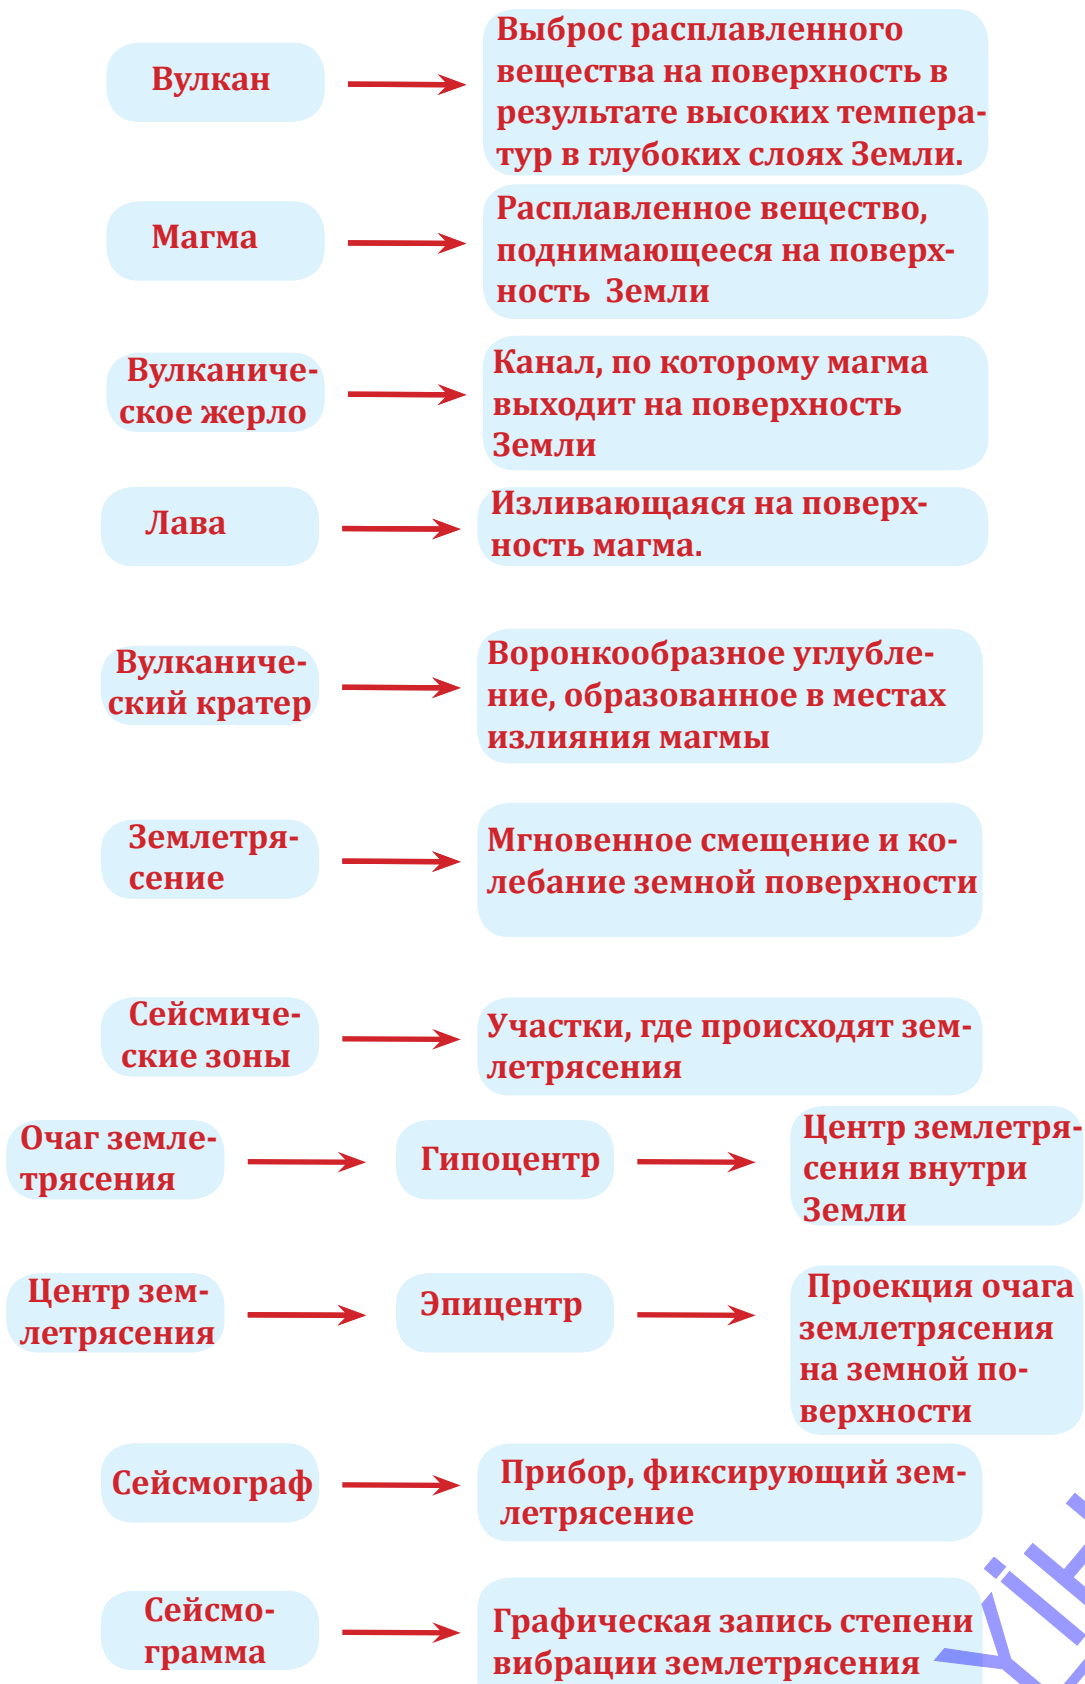 Вулкан
Выброс расплавленного
вещества на поверхность в
результате высоких темпера-
тур в глубоких слоях Земли.
Магма
Расплавленное вещество,
поднимающееся на поверх-
ность Земли
Вулканиче-
ское жерло
Канал, по которому магма
выходит на поверхность
Земли
Лава
Изливающаяся на поверх-
ность магма.
Вулканиче-
ский кратер
Воронкообразное углубле-
ние, образованное в местах
излияния магмы
Землетря-
сение
Мгновенное смещение и ко-
лебание земной поверхности
Сейсмиче-
ские зоны
Участки, где происходят зем-
летрясения
Очаг земле-
трясения
Гипоцентр
Центр землетря-
сения внутри
Земли
Центр зем-
летрясения
Эпицентр
Проекция очага
землетрясения
на земной по-
верхности
Сейсмограф
Прибор, фиксирующий зем-
летрясение
Сейсмо-
грамма
Графическая запись степени
вибрации землетрясения